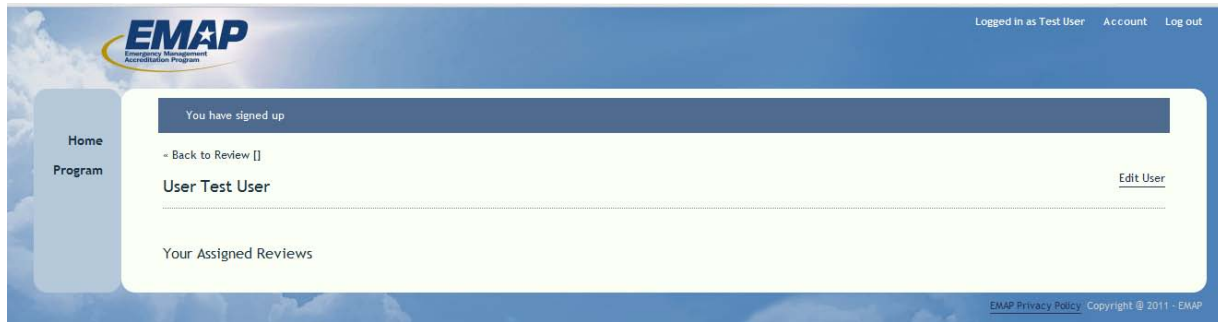 Logged in as Test User Account Log out
EMAP
Emergency Management
Accreditation Program
You have signed up
Home
Program
« Back to Review []
User Test User
Edit User
Your Assigned Reviews
EMAP Privacy Policy Copyright @ 2011 - EMAP